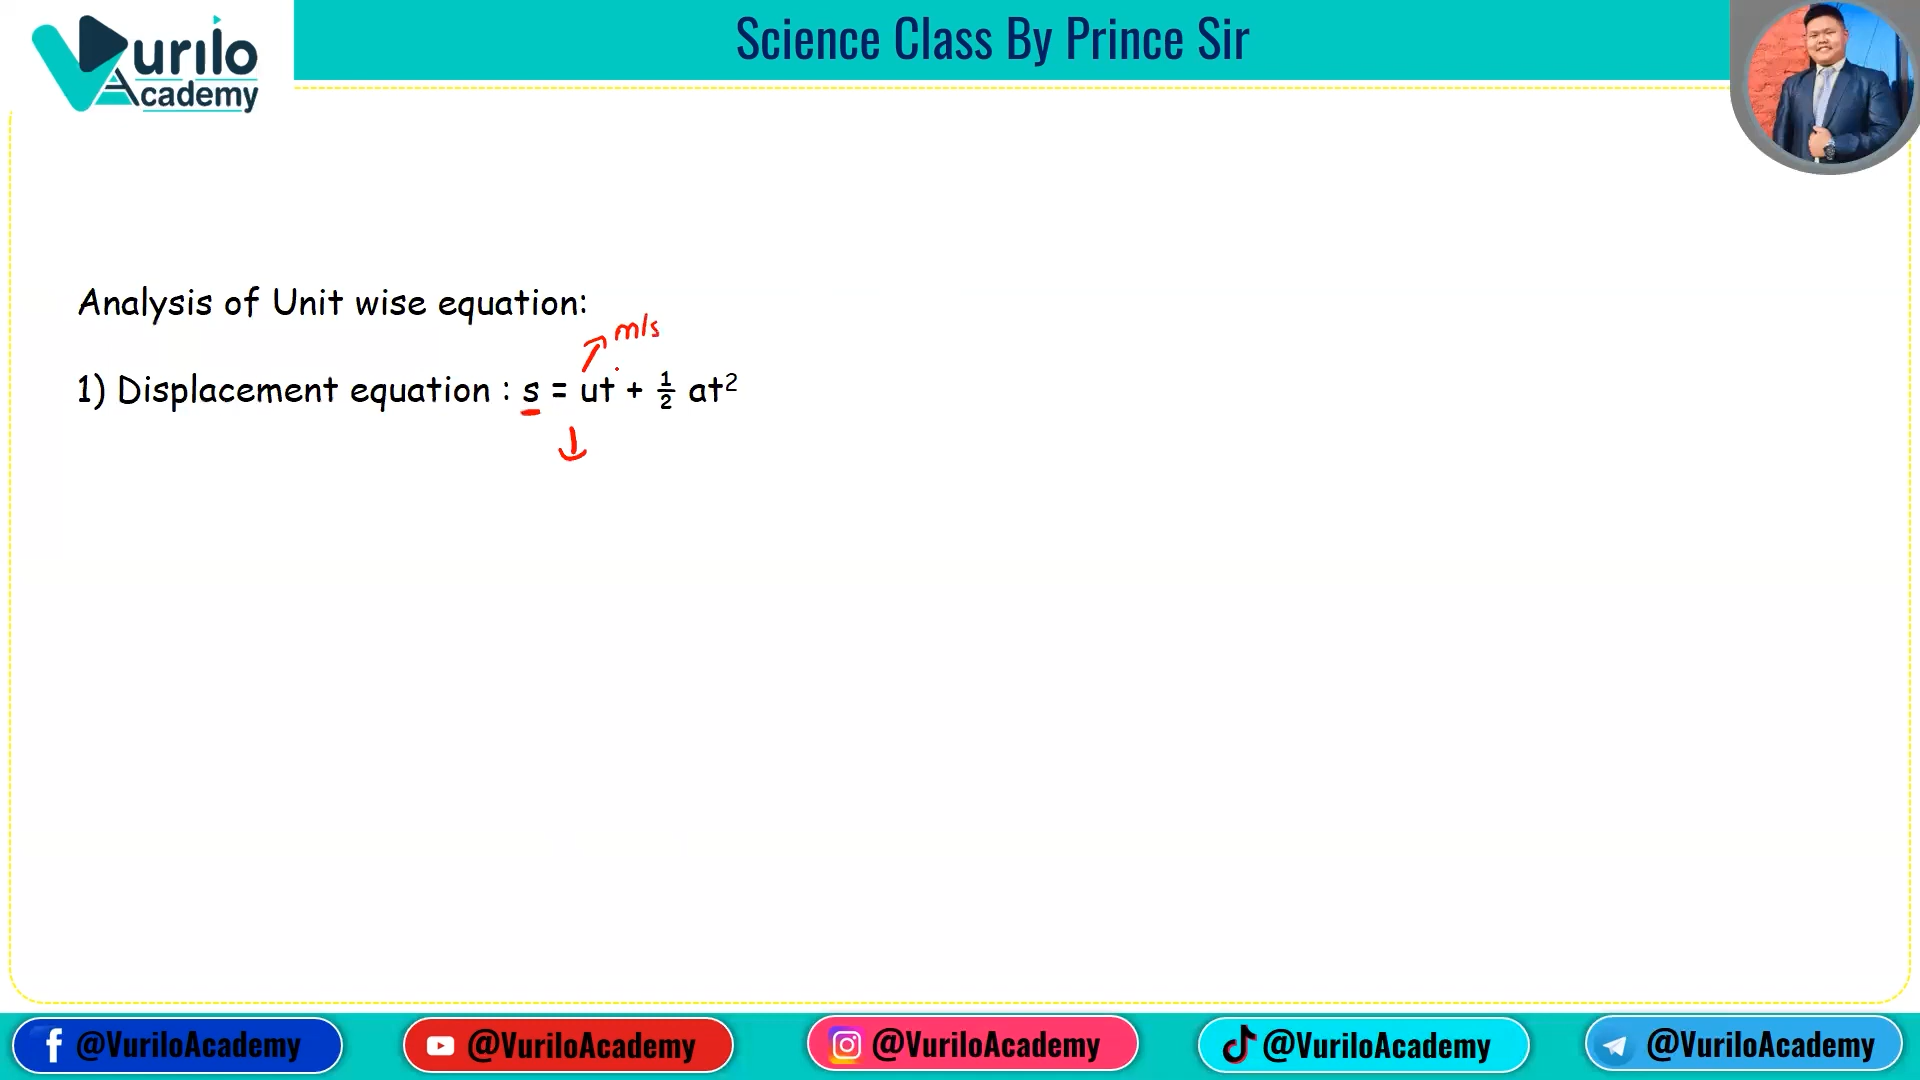 Vurilo
Academy
Science Class By Prince Sir
Analysis of Unit wise equation:
m/s
1) Displacement equation : s = ut + ½ at²
@VuriloAcademy
@VuriloAcademy
@VuriloAcademy
@VuriloAcademy
@VuriloAcademy